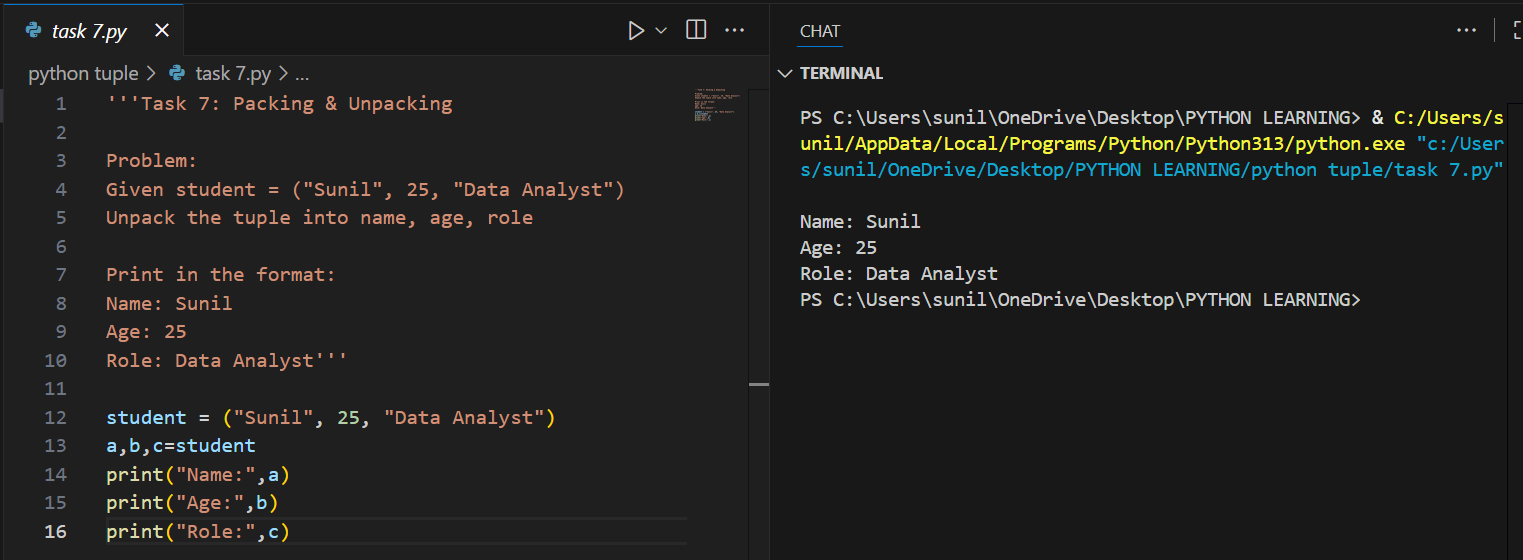 task 7.py
python tuple > task 7.py > ...
1 '''Task 7: Packing & Unpacking
2
3 Problem:
4 Given student = ("Sunil", 25, "Data Analyst")
5 Unpack the tuple into name, age, role
6
7 Print in the format:
8 Name: Sunil
9 Age: 25
10 Role: Data Analyst'''
11
12 student = ("Sunil", 25, "Data Analyst")
13 a,b,c=student
14 print("Name:",a)
15 print("Age:",b)
16 print("Role:",c)
CHAT
TERMINAL
PS C:\Users\sunil\OneDrive\Desktop\PYTHON LEARNING> & C:/Users/s
unil/AppData/Local/Programs/Python/Python313/python.exe "c:/User
s/sunil/OneDrive/Desktop/PYTHON LEARNING/python tuple/task 7.py"
Name: Sunil
Age: 25
Role: Data Analyst
PS C:\Users\sunil\OneDrive\Desktop\PYTHON LEARNING>